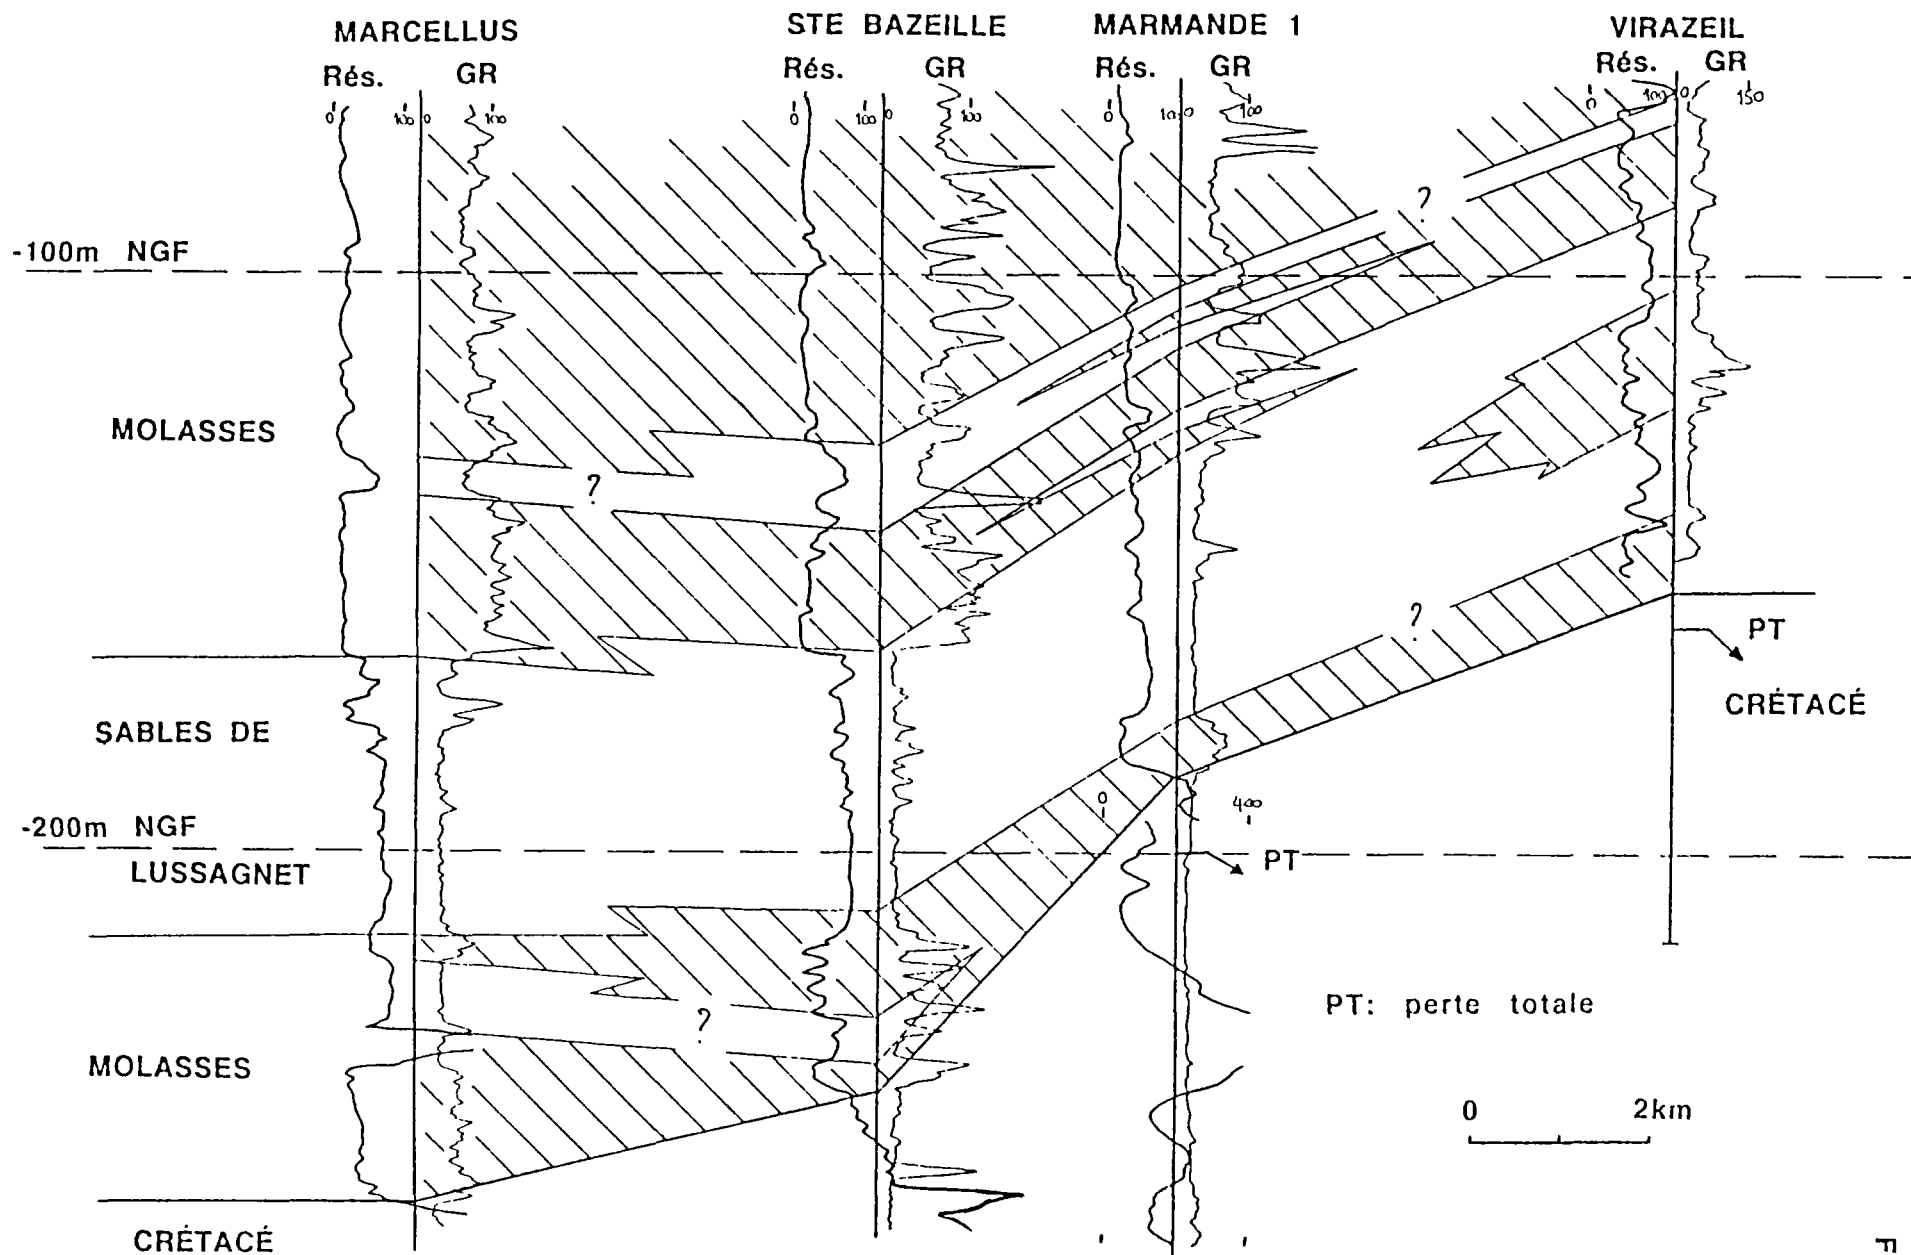 MARCELLUS
STE BAZEILLE
MARMANDE 1
VIRAZEIL
Rés. GR
Rés. GR
Rés. GR
Rés. GR
0 100 0 100
0 100 0 100
0 100 0 100
0 100 0 150
?
-100m NGF
MOLASSES
?
?
PT
CRÉTACÉ
SABLES DE
0 400
-200m NGF
LUSSAGNET
PT
?
PT: perte totale
MOLASSES
0 2km
CRÉTACÉ
F